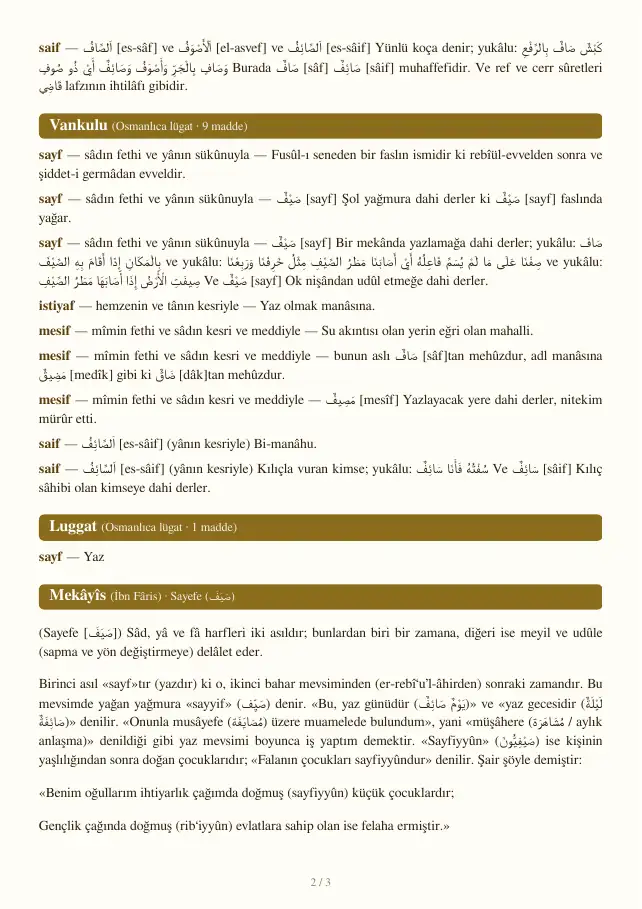 saif — اَلصَّافُ [es-sâf] ve اَلْأَصْوَفُ [el-asvef] ve اَلصَّائِفُ [es-sâif] Yünlü koça denir; yukâlu: كَبْشٌ صَافٌ بِالرَّفْعِ
وَصَافٍ بِالْجَرِّ وَأَصْوَفُ وَصَائِفٌ أَيْ ذُو صُوفٍ Burada صَافٌ [sâf] صَائِفٌ [sâif] muhaffefidir. Ve ref ve cerr sûretleri
قَاضِي lafzının ihtilâfı gibidir.
Vankulu (Osmanlıca lügat · 9 madde)
sayf — sâdın fethi ve yânın sükûnuyla — Fusûl-ı seneden bir faslın ismidir ki rebîül-evvelden sonra ve
şiddet-i germâdan evveldir.
sayf — sâdın fethi ve yânın sükûnuyla — صَيْفٌ [sayf] Şol yağmura dahi derler ki صَيْفٌ [sayf] faslında
yağar.
sayf — sâdın fethi ve yânın sükûnuyla — صَيْفٌ [sayf] Bir mekânda yazlamağa dahi derler; yukâlu: صَافَ
بِالْمَكَانِ إِذَا أَقَامَ بِهِ الصَّيْفَ ve yukâlu: صِفْنَا عَلَى مَا لَمْ يُسَمَّ فَاعِلُهُ أَيْ أَصَابَنَا مَطَرُ الصَّيْفِ مِثْلُ خُرِفْنَا وَرُبِعْنَا ve yukâlu:
صِيفَتِ الْأَرْضُ إِذَا أَصَابَهَا مَطَرُ الصَّيْفِ Ve صَيْفٌ [sayf] Ok nişândan udûl etmeğe dahi derler.
istiyaf — hemzenin ve tânın kesriyle — Yaz olmak manâsına.
mesif — mîmin fethi ve sâdın kesri ve meddiyle — Su akıntısı olan yerin eğri olan mahalli.
mesif — mîmin fethi ve sâdın kesri ve meddiyle — bunun aslı صَافٌ [sâf]tan mehûzdur, adl manâsına
مَضِيقٌ [medîk] gibi ki ضَاقٌ [dâk]tan mehûzdur.
mesif — mîmin fethi ve sâdın kesri ve meddiyle — مَصِيفٌ [mesîf] Yazlayacak yere dahi derler, nitekim
mürûr etti.
saif — اَلصَّائِفُ [es-sâif] (yânın kesriyle) Bi-manâhu.
saif — اَلسَّائِفُ [es-sâif] (yânın kesriyle) Kılıçla vuran kimse; yukâlu: سُفْتُهُ فَأَنَا سَائِفٌ Ve سَائِفٌ [sâif] Kılıç
sâhibi olan kimseye dahi derler.
Luggat (Osmanlıca lügat · 1 madde)
sayf — Yaz
Mekâyîs (İbn Fâris) · Sayefe (صَيَفَ)
(Sayefe [صَيَفَ]) Sâd, yâ ve fâ harfleri iki asıldır; bunlardan biri bir zamana, diğeri ise meyil ve udûle
(sapma ve yön değiştirmeye) delâlet eder.
Birinci asıl «sayf»tır (yazdır) ki o, ikinci bahar mevsiminden (er-rebî‘u’l-âhirden) sonraki zamandır. Bu
mevsimde yağan yağmura «sayyif» (صَيِّف) denir. «Bu, yaz günüdür (يَوْمٌ صَائِفٌ)» ve «yaz gecesidir (لَيْلَةٌ
صَائِفَةٌ)» denilir. «Onunla musâyefe (مُصَايَفَة) üzere muamelede bulundum», yani «müşâhere (مُشَاهَرَة / aylık
anlaşma)» denildiği gibi yaz mevsimi boyunca iş yaptım demektir. «Sayfiyyûn» (صَيْفِيُّونَ) ise kişinin
yaşlılığından sonra doğan çocuklarıdır; «Falanın çocukları sayfiyyûndur» denilir. Şair şöyle demiştir:
«Benim oğullarım ihtiyarlık çağımda doğmuş (sayfiyyûn) küçük çocuklardır;
Gençlik çağında doğmuş (rib‘iyyûn) evlatlara sahip olan ise felaha ermiştir.»
2 / 3